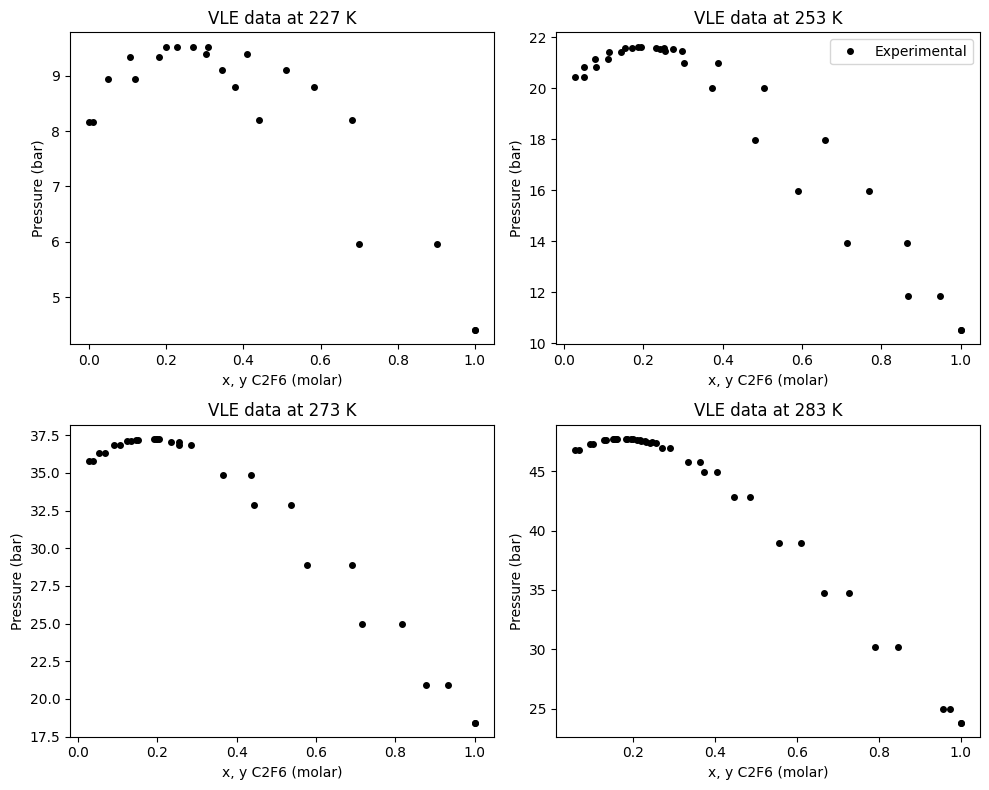 VLE data at 227 K
Pressure (bar)
9
8
7
6
5
0.0 0.2 0.4 0.6 0.8 1.0
x, y C2F6 (molar)
VLE data at 253 K
Experimental
Pressure (bar)
22
20
18
16
14
12
10
0.0 0.2 0.4 0.6 0.8 1.0
x, y C2F6 (molar)
VLE data at 273 K
Pressure (bar)
37.5
35.0
32.5
30.0
27.5
25.0
22.5
20.0
17.5
0.0 0.2 0.4 0.6 0.8 1.0
x, y C2F6 (molar)
VLE data at 283 K
Pressure (bar)
45
40
35
30
25
0.2 0.4 0.6 0.8 1.0
x, y C2F6 (molar)